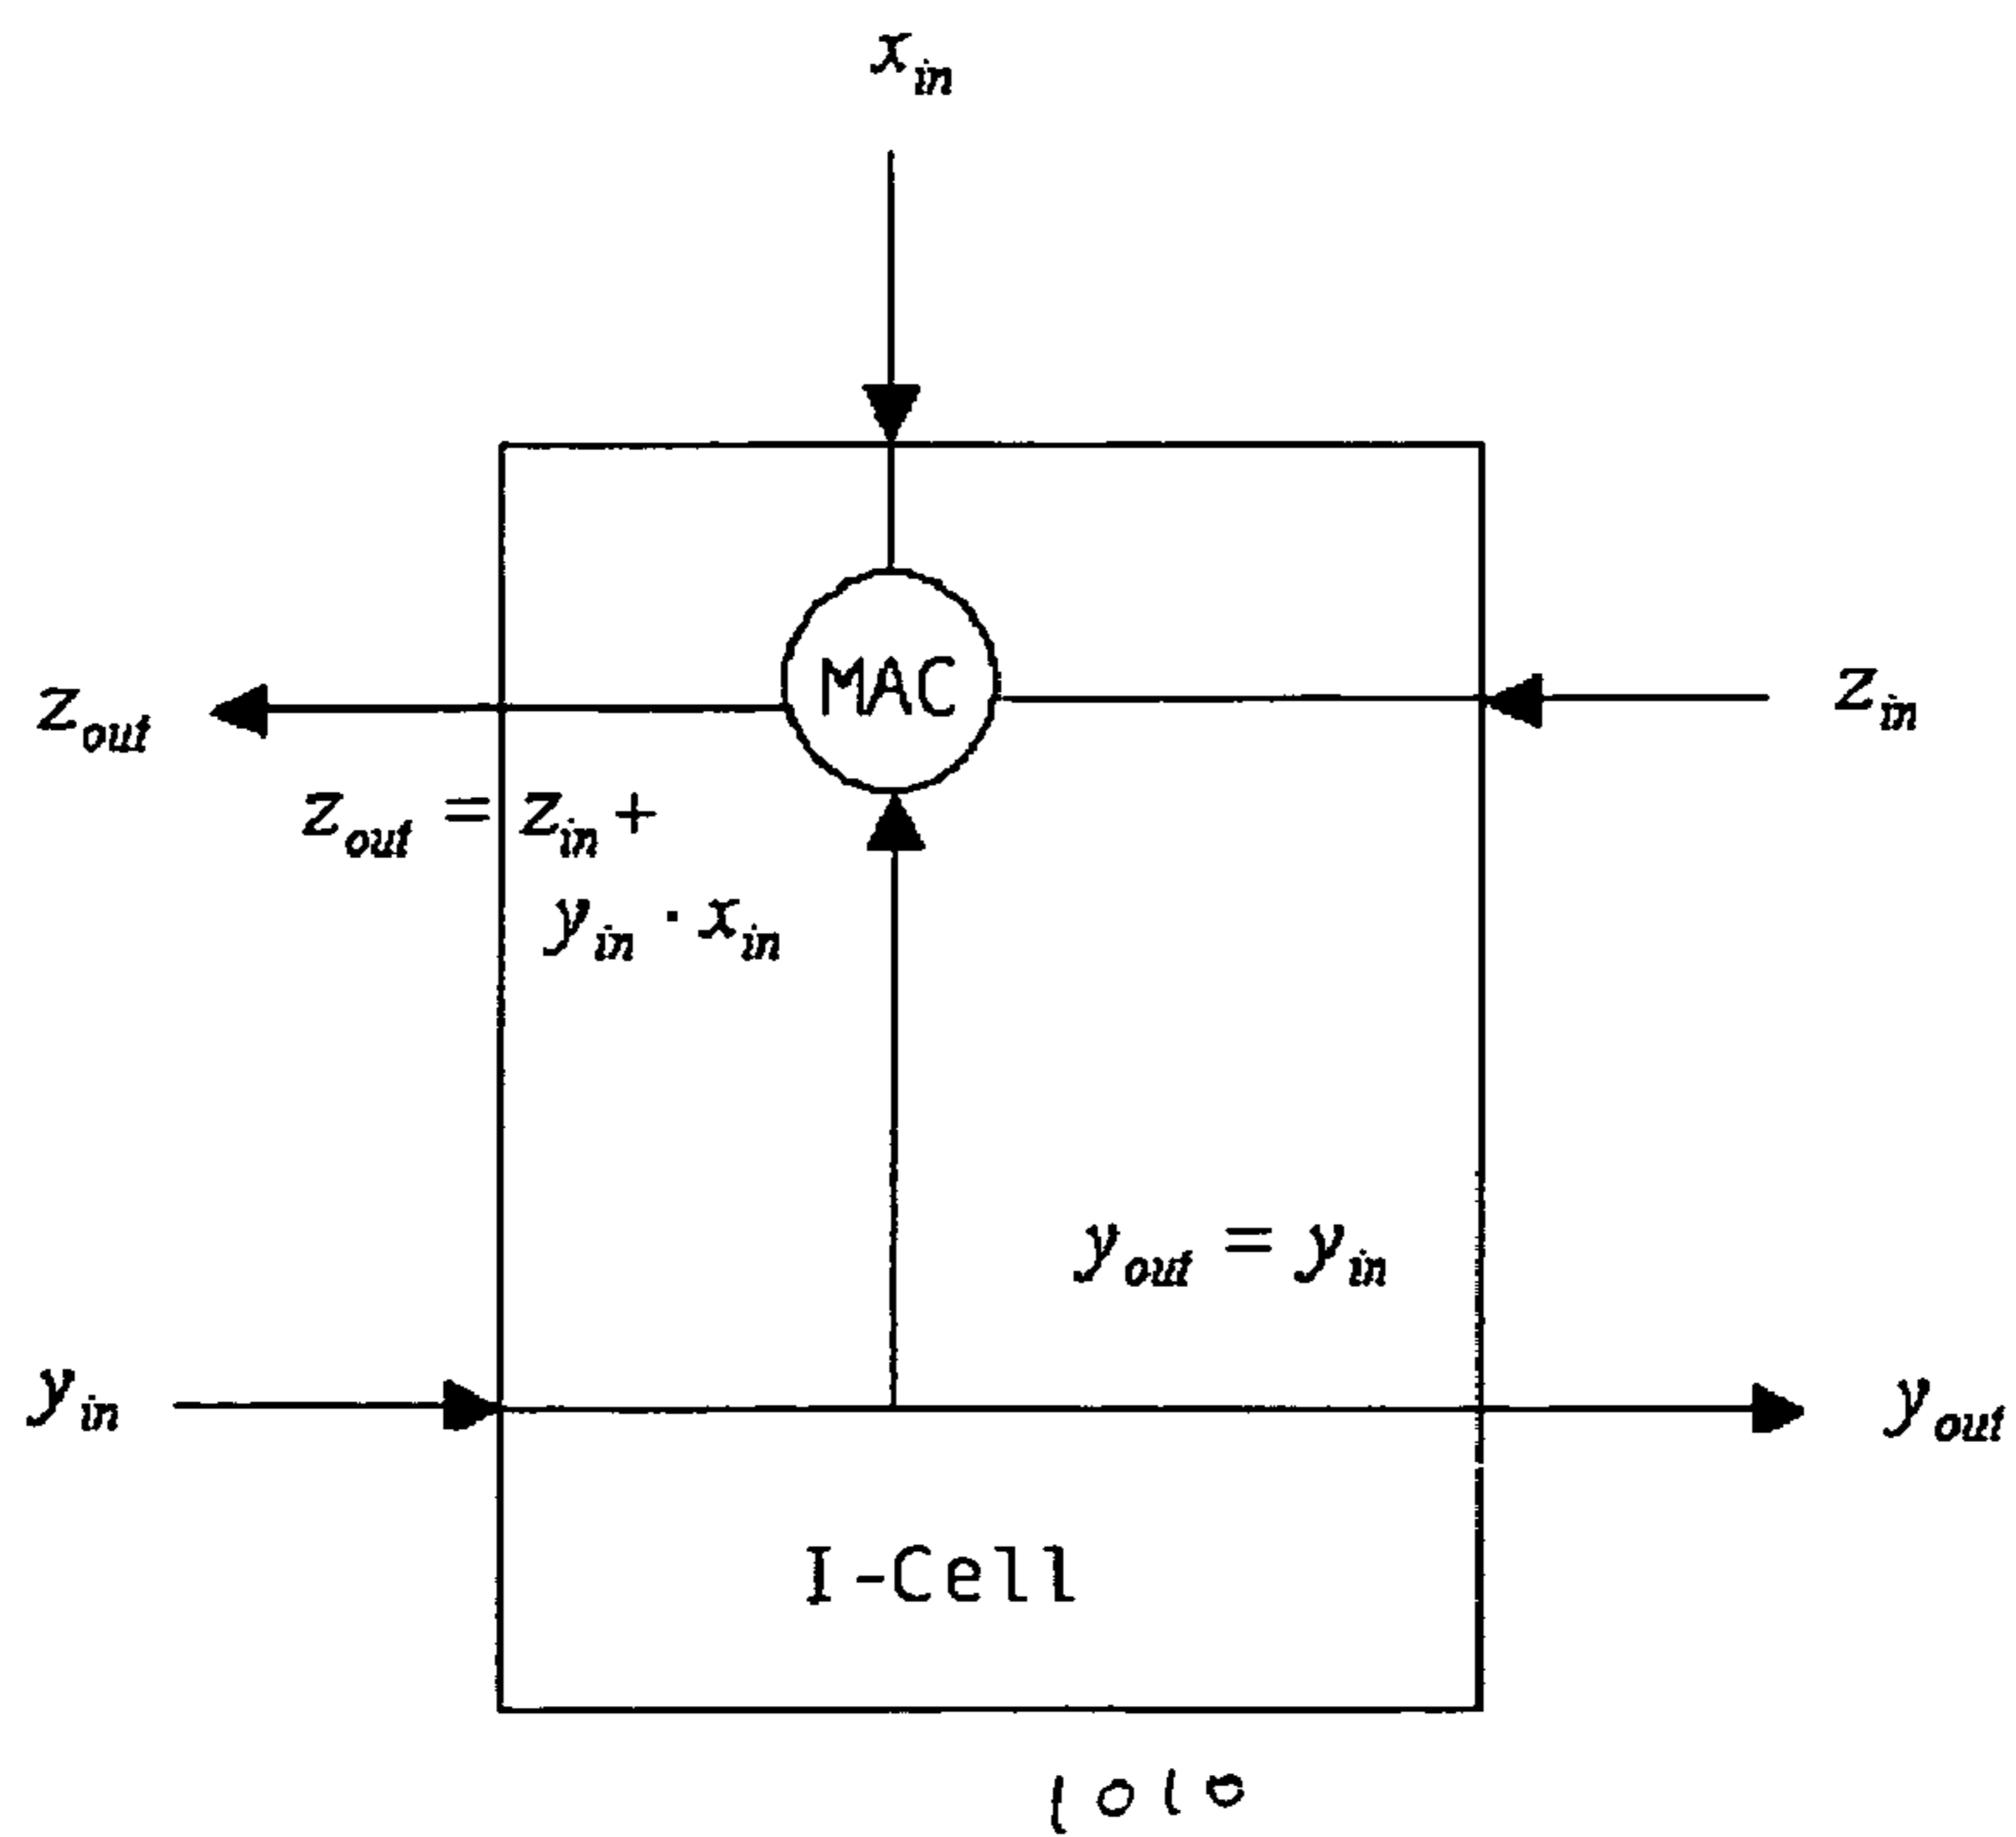 x_in
MAC
z_out
z_in
z_out = z_in +
y_in · x_in
y_out = y_in
y_in
y_out
I-Cell
1010